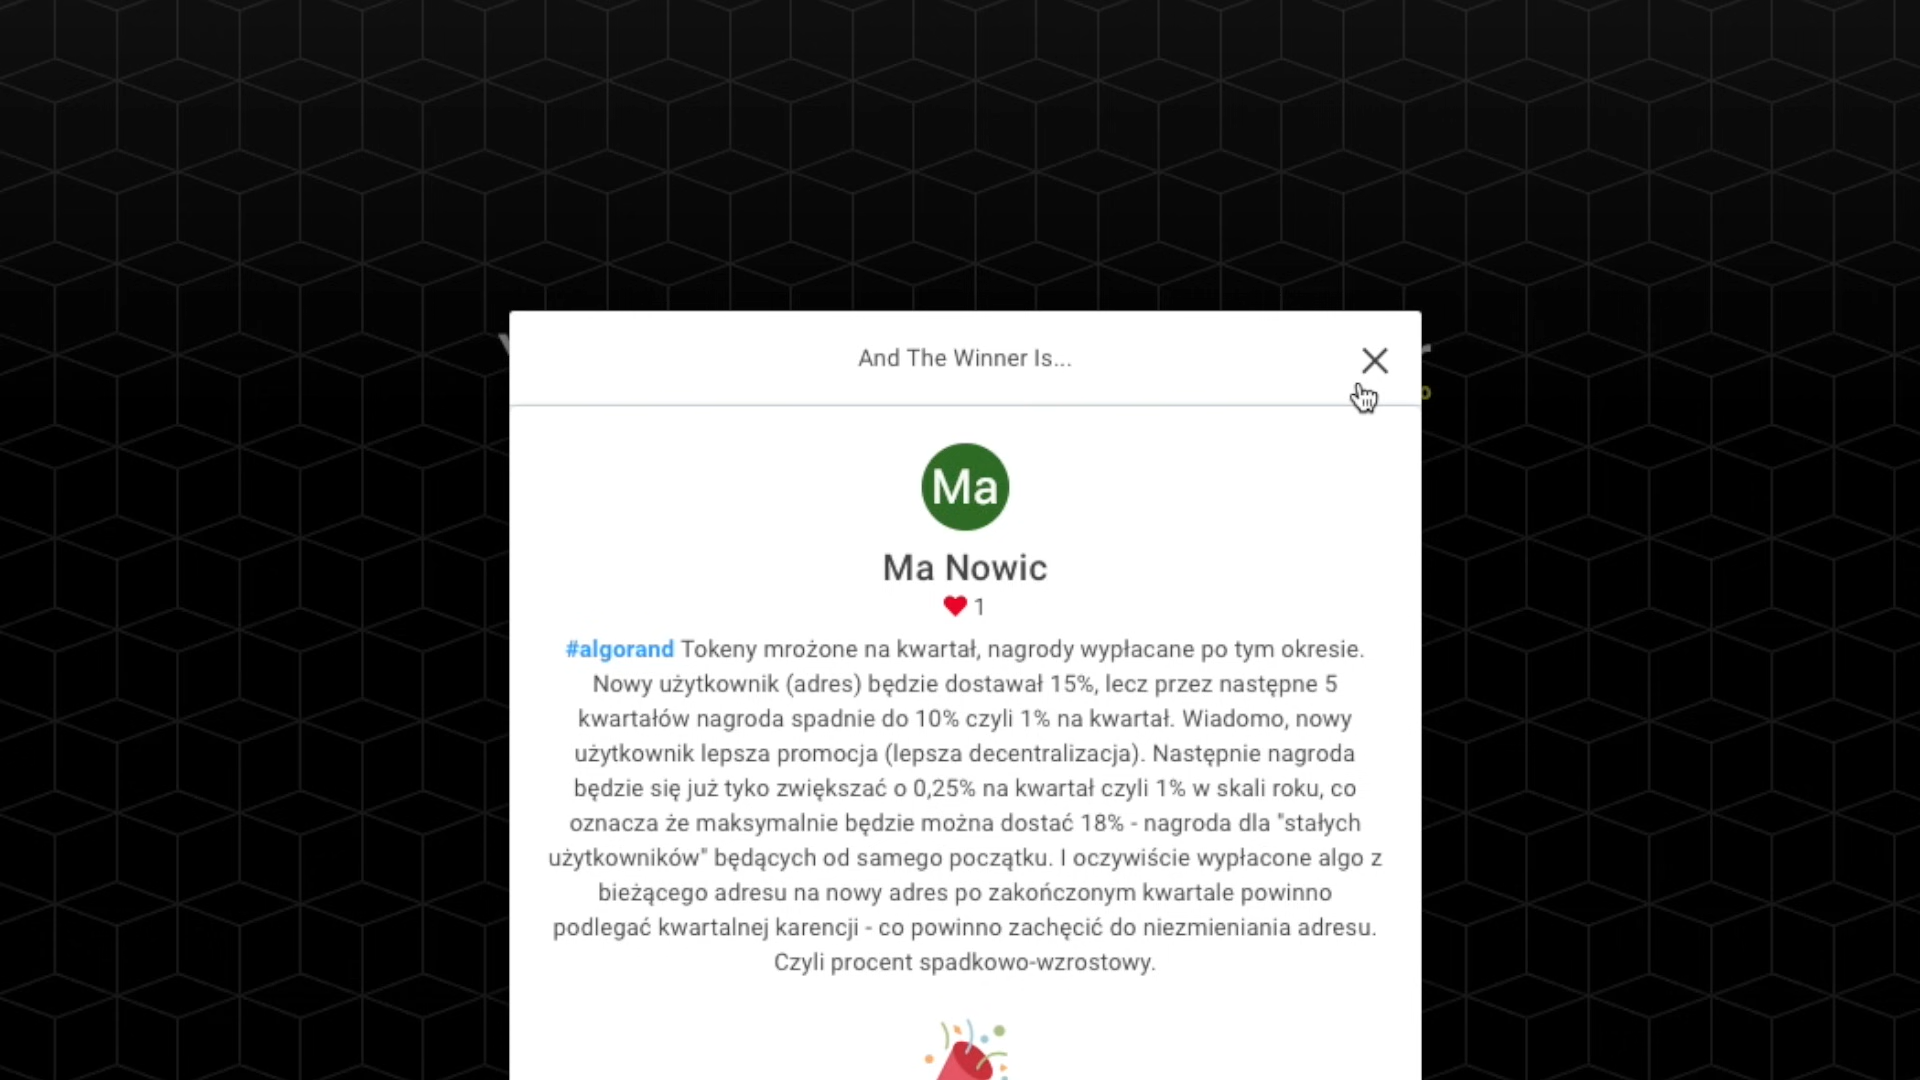 And The Winner Is...
Ma
Ma Nowic
1
#algorand Tokeny mrożone na kwartał, nagrody wypłacane po tym okresie.
Nowy użytkownik (adres) będzie dostawał 15%, lecz przez następne 5
kwartałów nagroda spadnie do 10% czyli 1% na kwartał. Wiadomo, nowy
użytkownik lepsza promocja (lepsza decentralizacja). Następnie nagroda
będzie się już tyko zwiększać o 0,25% na kwartał czyli 1% w skali roku, co
oznacza że maksymalnie będzie można dostać 18% - nagroda dla "stałych
użytkowników" będących od samego początku. I oczywiście wypłacone algo z
bieżącego adresu na nowy adres po zakończonym kwartale powinno
podlegać kwartalnej karencji - co powinno zachęcić do niezmieniania adresu.
Czyli procent spadkowo-wzrostowy.